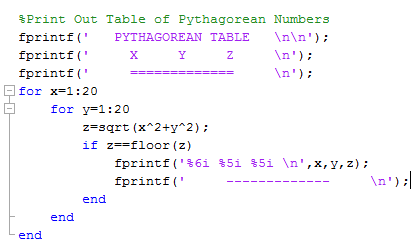 %Print Out Table of Pythagorean Numbers
fprintf('   PYTHAGOREAN TABLE   \n\n');
fprintf('     X     Y     Z     \n');
fprintf('     =============     \n');
for x=1:20
    for y=1:20
        z=sqrt(x^2+y^2);
        if z==floor(z)
            fprintf('%6i %5i %5i \n',x,y,z);
            fprintf('     -------------     \n');
        end
    end
end